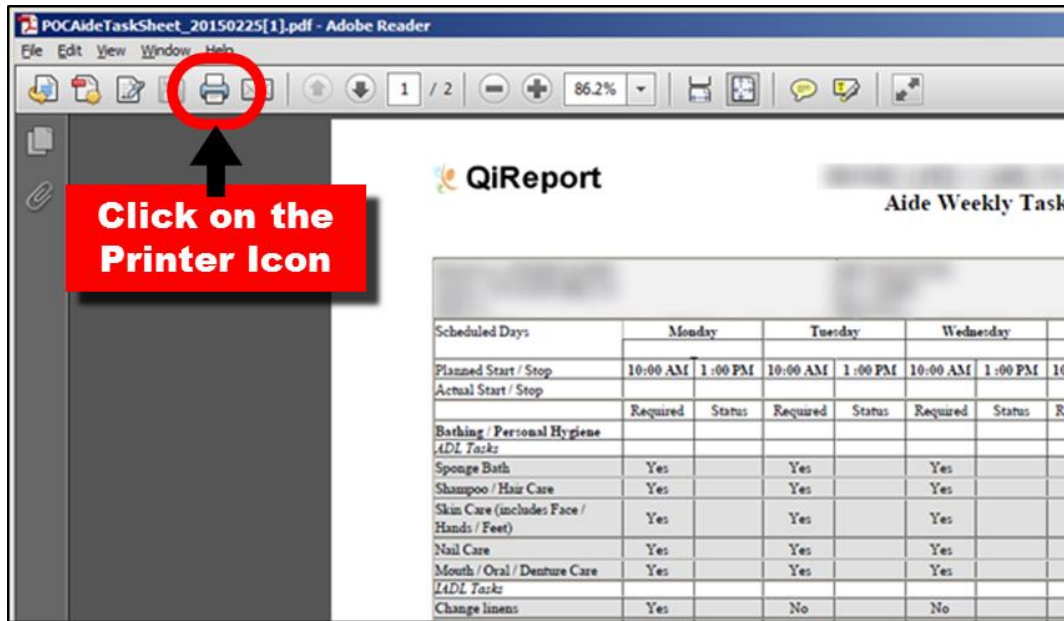 POCAideTaskSheet_20150225[1].pdf - Adobe Reader
File Edit View Window Help
1 / 2 86.2%
QiReport
Aide Weekly Task
Click on the
Printer Icon
Scheduled Days Monday Tuesday Wednesday
Planned Start / Stop 10:00 AM 1:00 PM 10:00 AM 1:00 PM 10:00 AM 1:00 PM 10
Actual Start / Stop
Required Status Required Status Required Status R
Bathing / Personal Hygiene
ADL Tasks
Sponge Bath Yes Yes Yes
Shampoo / Hair Care Yes Yes Yes
Skin Care (includes Face /
Hands / Feet) Yes Yes Yes
Nail Care Yes Yes Yes
Mouth / Oral / Denture Care Yes Yes Yes
IADL Tasks
Change linens Yes No No